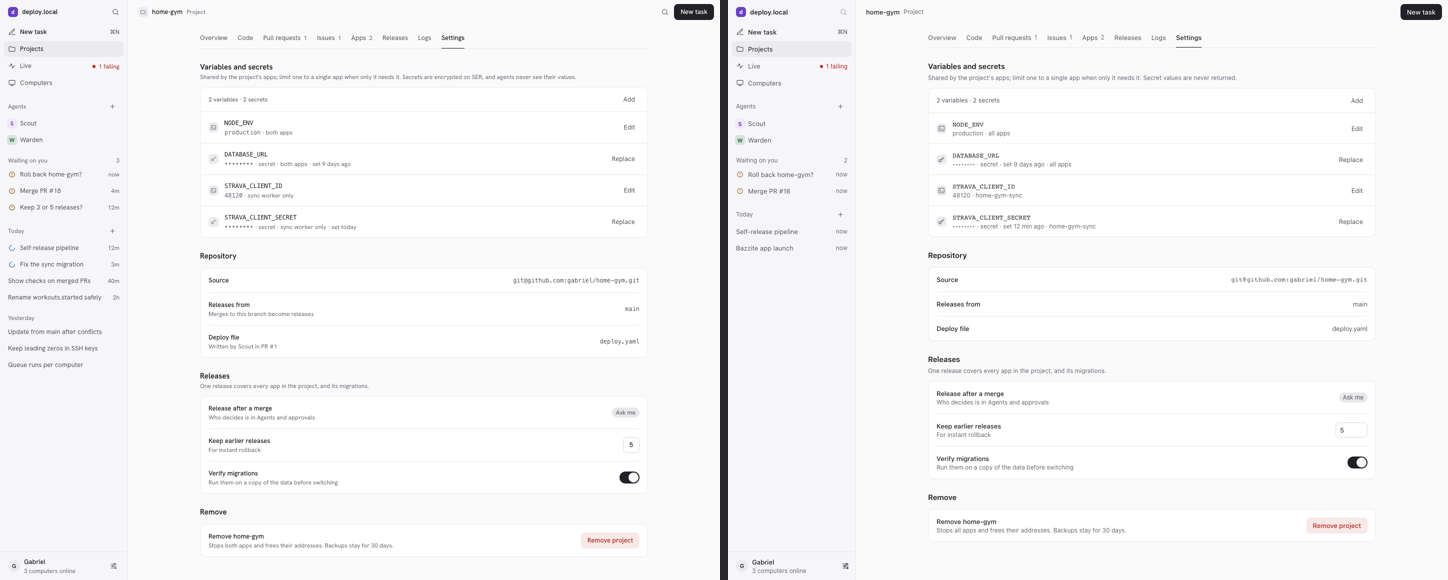 deploy.local
New task ⌘N
Projects
Live 1 failing
Computers
Agents +
S Scout
W Warden
Waiting on you 3
Roll back home-gym? now
Merge PR #18 4m
Keep 3 or 5 releases? 12m
Today +
Self-release pipeline 12m
Fix the sync migration 3m
Show checks on merged PRs 40m
Rename workouts.started safely 2h
Yesterday
Update from main after conflicts
Keep leading zeros in SSH keys
Queue runs per computer
G Gabriel
3 computers online
home-gym Project New task
Overview Code Pull requests 1 Issues 1 Apps 2 Releases Logs Settings
Variables and secrets
Shared by the project's apps; limit one to a single app when only it needs it. Secrets are encrypted on SER, and agents never see their values.
2 variables · 2 secrets Add
NODE_ENV
production · both apps
Edit
DATABASE_URL
•••••••• · secret · both apps · set 9 days ago
Replace
STRAVA_CLIENT_ID
48120 · sync worker only
Edit
STRAVA_CLIENT_SECRET
•••••••• · secret · sync worker only · set today
Replace
Repository
Source git@github.com:gabriel/home-gym.git
Releases from
Merges to this branch become releases
main
Deploy file
Written by Scout in PR #1
deploy.yaml
Releases
One release covers every app in the project, and its migrations.
Release after a merge
Who decides is in Agents and approvals
Ask me
Keep earlier releases
For instant rollback
5
Verify migrations
Run them on a copy of the data before switching
Remove
Remove home-gym
Stops both apps and frees their addresses. Backups stay for 30 days.
Remove project
deploy.local
New task ⌘N
Projects
Live 1 failing
Computers
Agents +
S Scout
W Warden
Waiting on you 2
Roll back home-gym? now
Merge PR #18 now
Today +
Self-release pipeline now
Bazzite app launch now
G Gabriel
3 computers online
home-gym Project New task
Overview Code Pull requests 1 Issues 1 Apps 2 Releases Logs Settings
Variables and secrets
Shared by the project's apps; limit one to a single app when only it needs it. Secret values are never returned.
2 variables · 2 secrets Add
NODE_ENV
production · all apps
Edit
DATABASE_URL
•••••••• · secret · set 9 days ago · all apps
Replace
STRAVA_CLIENT_ID
48120 · home-gym-sync
Edit
STRAVA_CLIENT_SECRET
•••••••• · secret · set 12 min ago · home-gym-sync
Replace
Repository
Source git@github.com:gabriel/home-gym.git
Releases from main
Deploy file deploy.yaml
Releases
One release covers every app in the project, and its migrations.
Release after a merge
Who decides is in Agents and approvals
Ask me
Keep earlier releases
For instant rollback
5
Verify migrations
Run them on a copy of the data before switching
Remove
Remove home-gym
Stops all apps and frees their addresses. Backups stay for 30 days.
Remove project